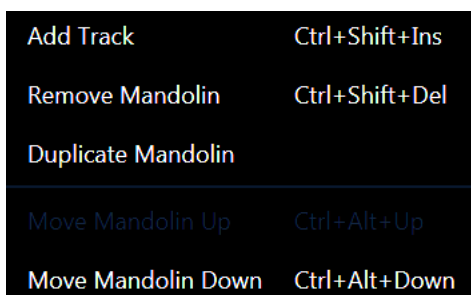 Add Track Ctrl+Shift+Ins
Remove Mandolin Ctrl+Shift+Del
Duplicate Mandolin
Move Mandolin Up Ctrl+Alt+Up
Move Mandolin Down Ctrl+Alt+Down